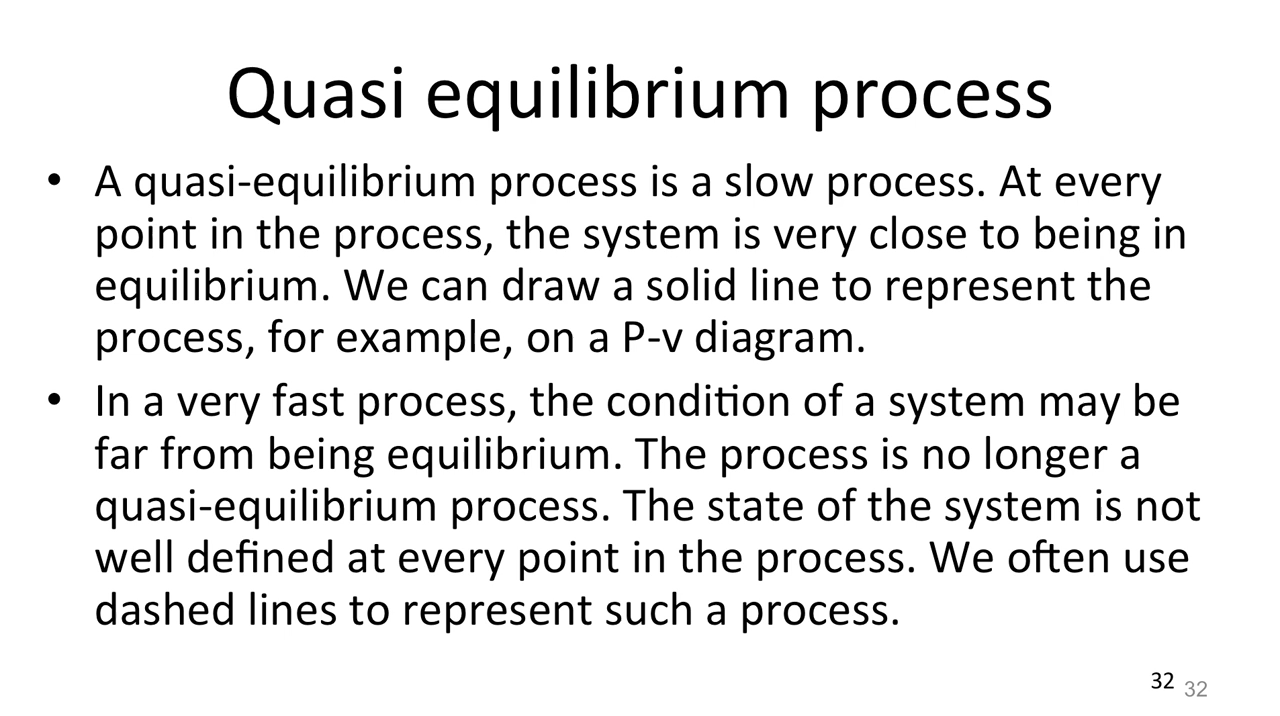 Quasi equilibrium process
• A quasi-equilibrium process is a slow process. At every
point in the process, the system is very close to being in
equilibrium. We can draw a solid line to represent the
process, for example, on a P-v diagram.
• In a very fast process, the condition of a system may be
far from being equilibrium. The process is no longer a
quasi-equilibrium process. The state of the system is not
well defined at every point in the process. We often use
dashed lines to represent such a process.
32 32